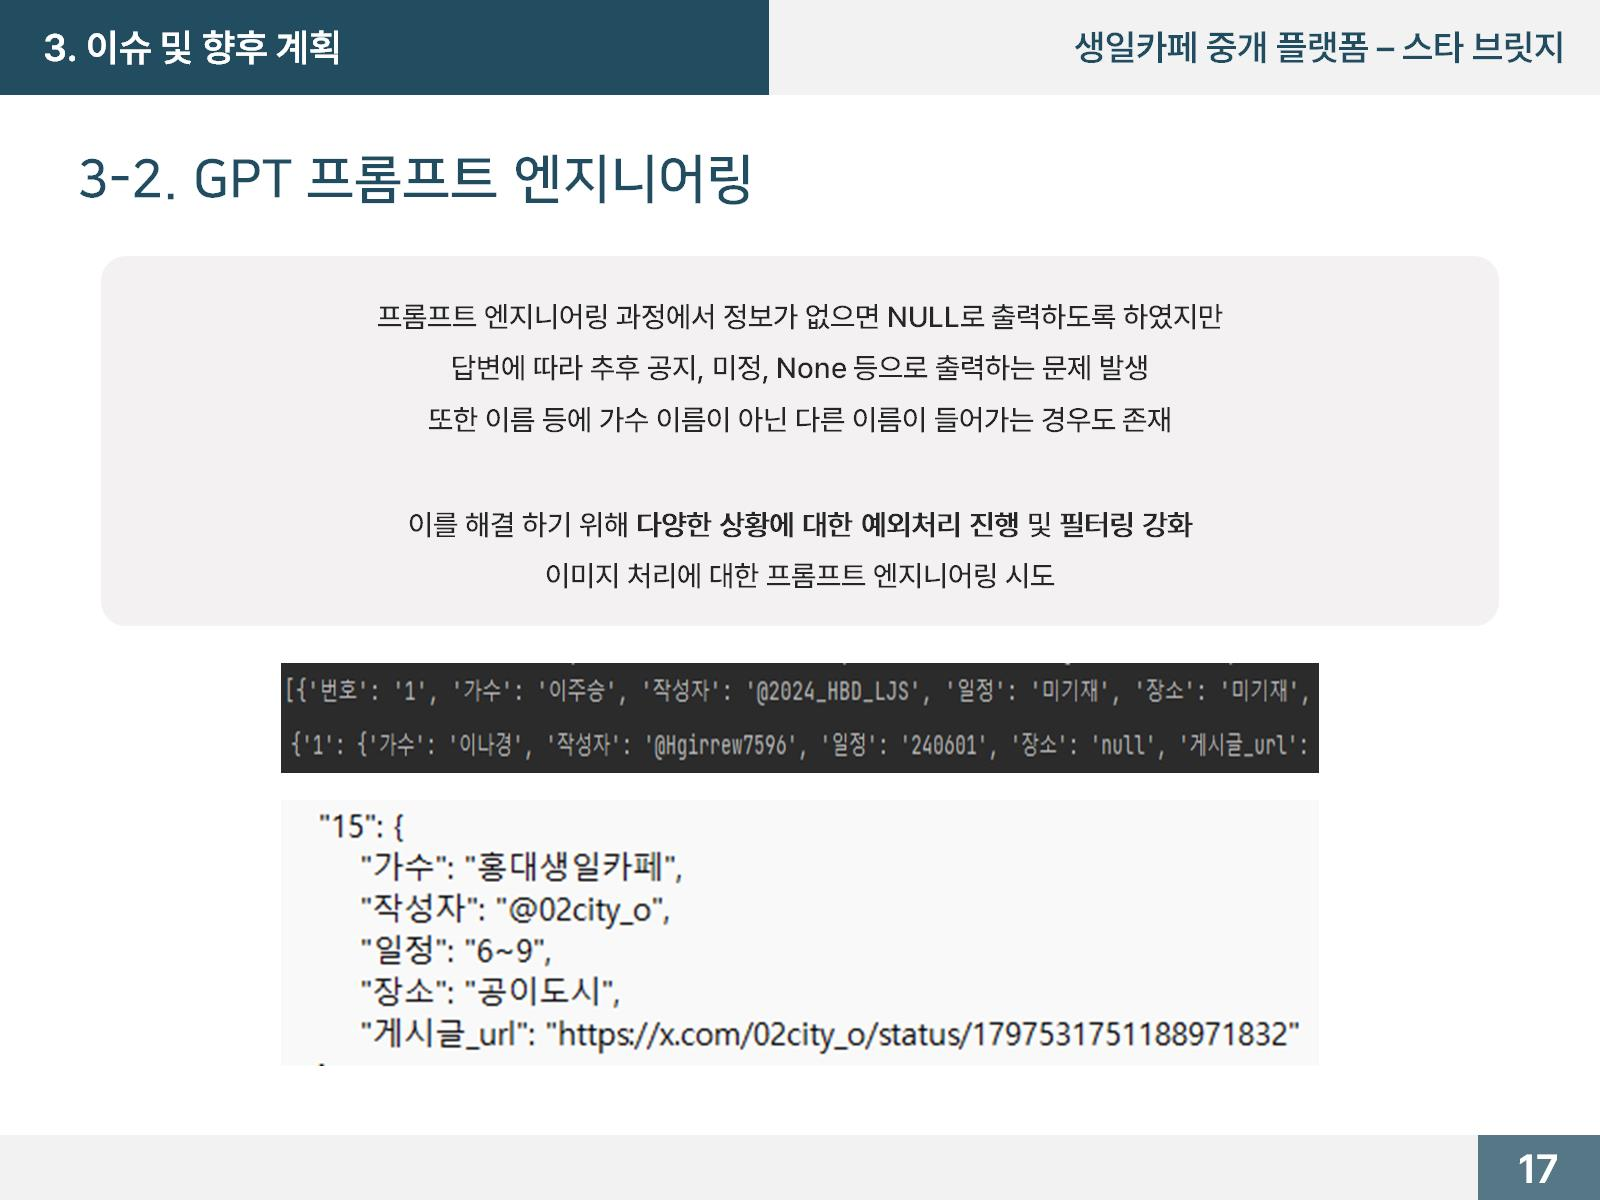 3. 이슈 및 향후 계획
생일카페 중개 플랫폼 – 스타 브릿지
3-2. GPT 프롬프트 엔지니어링
프롬프트 엔지니어링 과정에서 정보가 없으면 NULL로 출력하도록 하였지만
답변에 따라 추후 공지, 미정, None 등으로 출력하는 문제 발생
또한 이름 등에 가수 이름이 아닌 다른 이름이 들어가는 경우도 존재
이를 해결 하기 위해 다양한 상황에 대한 예외처리 진행 및 필터링 강화
이미지 처리에 대한 프롬프트 엔지니어링 시도
[{'번호': '1', '가수': '이주승', '작성자': '@2024_HBD_LJS', '일정': '미기재', '장소': '미기재',
{'1': {'가수': '이나경', '작성자': '@Hgirrew7596', '일정': '240601', '장소': 'null', '게시글_url':
"15": {
"가수": "홍대생일카페",
"작성자": "@02city_o",
"일정": "6~9",
"장소": "공이도시",
"게시글_url": "https://x.com/02city_o/status/1797531751188971832"
17